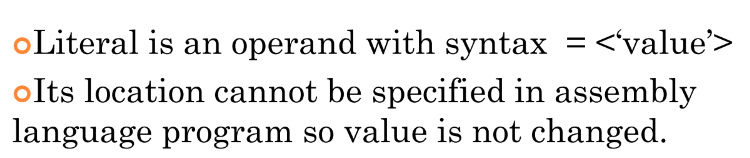 Literal is an operand with syntax = <‘value’>
Its location cannot be specified in assembly
language program so value is not changed.